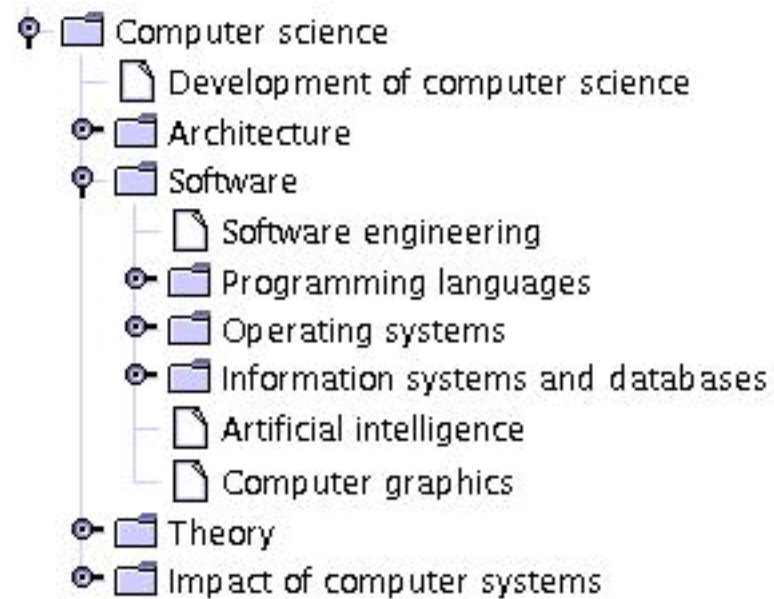 Computer science
Development of computer science
Architecture
Software
Software engineering
Programming languages
Operating systems
Information systems and databases
Artificial intelligence
Computer graphics
Theory
Impact of computer systems